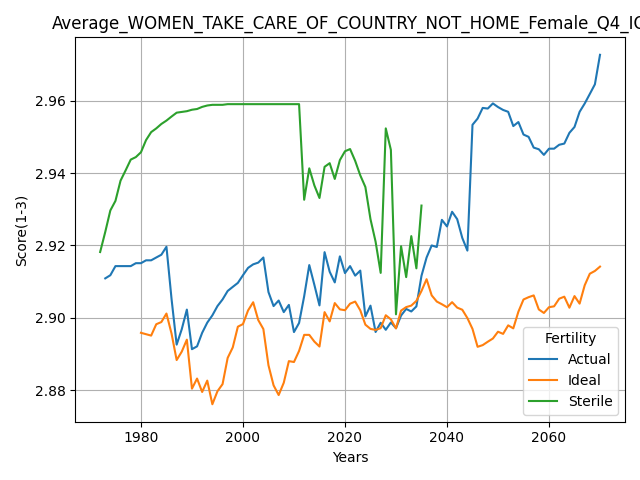 Average_WOMEN_TAKE_CARE_OF_COUNTRY_NOT_HOME_Female_Q4_IC
2.96
2.94
2.92
2.90
2.88
Score(1-3)
1980 2000 2020 2040 2060
Years
Fertility
Actual
Ideal
Sterile